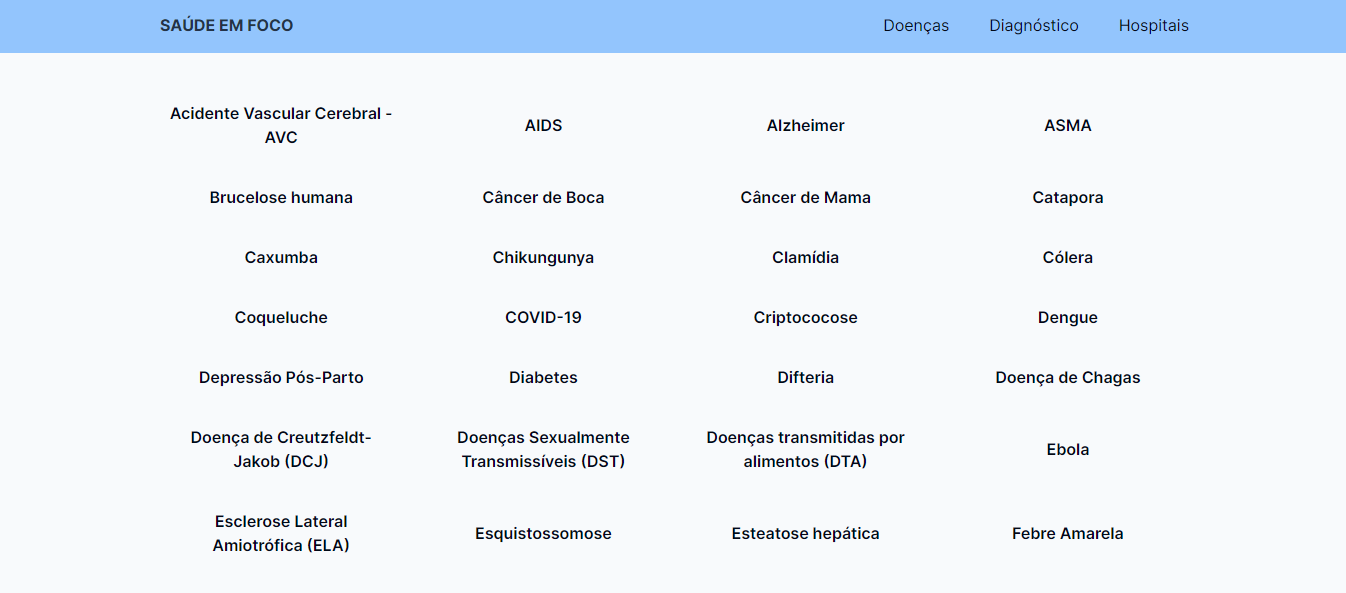 SAÚDE EM FOCO
Doenças
Diagnóstico
Hospitais
Acidente Vascular Cerebral -
AVC
AIDS
Alzheimer
ASMA
Brucelose humana
Câncer de Boca
Câncer de Mama
Catapora
Caxumba
Chikungunya
Clamídia
Cólera
Coqueluche
COVID-19
Criptococose
Dengue
Depressão Pós-Parto
Diabetes
Difteria
Doença de Chagas
Doença de Creutzfeldt-
Jakob (DCJ)
Doenças Sexualmente
Transmissíveis (DST)
Doenças transmitidas por
alimentos (DTA)
Ebola
Esclerose Lateral
Amiotrófica (ELA)
Esquistossomose
Esteatose hepática
Febre Amarela